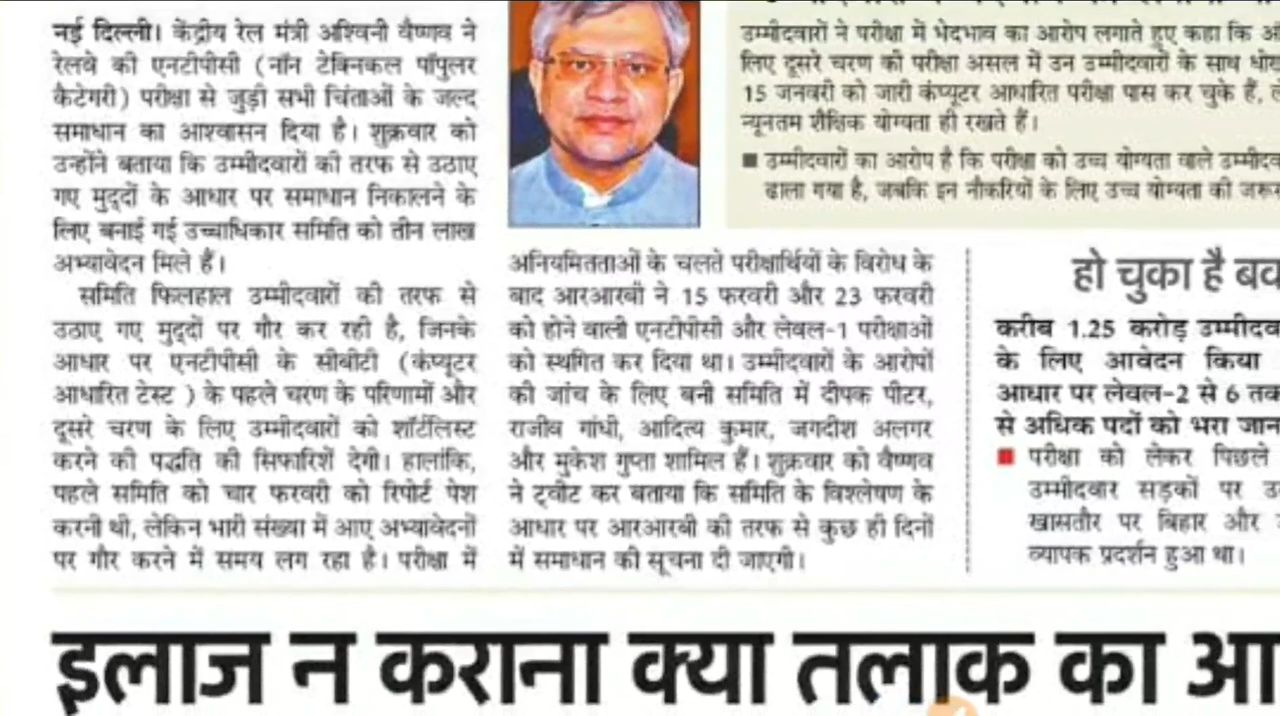 नई दिल्ली। केंद्रीय रेल मंत्री अश्विनी वैष्णव ने
रेलवे की एनटीपीसी (नॉन टेक्निकल पॉपुलर
कैटेगरी) परीक्षा से जुड़ी सभी चिंताओं के जल्द
समाधान का आश्वासन दिया है। शुक्रवार को
उन्होंने बताया कि उम्मीदवारों की तरफ से उठाए
गए मुद्दों के आधार पर समाधान निकालने के
लिए बनाई गई उच्चाधिकार समिति को तीन लाख
अभ्यावेदन मिले हैं।
समिति फिलहाल उम्मीदवारों की तरफ से
उठाए गए मुद्दों पर गौर कर रही है, जिनके
आधार पर एनटीपीसी के सीबीटी (कंप्यूटर
आधारित टेस्ट ) के पहले चरण के परिणामों और
दूसरे चरण के लिए उम्मीदवारों को शॉर्टलिस्ट
करने की पद्धति की सिफारिशें देगी। हालांकि,
पहले समिति को चार फरवरी को रिपोर्ट पेश
करनी थी, लेकिन भारी संख्या में आए अभ्यावेदनों
पर गौर करने में समय लग रहा है। परीक्षा में
अनियमितताओं के चलते परीक्षार्थियों के विरोध के
बाद आरआरबी ने 15 फरवरी और 23 फरवरी
को होने वाली एनटीपीसी और लेवल-1 परीक्षाओं
को स्थगित कर दिया था। उम्मीदवारों के आरोपों
की जांच के लिए बनी समिति में दीपक पीटर,
राजीव गांधी, आदित्य कुमार, जगदीश अलगर
और मुकेश गुप्ता शामिल हैं। शुक्रवार को वैष्णव
ने ट्वीट कर बताया कि समिति के विश्लेषण के
आधार पर आरआरबी की तरफ से कुछ ही दिनों
में समाधान की सूचना दी जाएगी।
उम्मीदवारों ने परीक्षा में भेदभाव का आरोप लगाते हुए कहा कि
लिए दूसरे चरण की परीक्षा असल में उन उम्मीदवारों के साथ
15 जनवरी को जारी कंप्यूटर आधारित परीक्षा पास कर चुके हैं,
न्यूनतम शैक्षिक योग्यता ही रखते हैं।
■ उम्मीदवारों का आरोप है कि परीक्षा को उच्च योग्यता वाले
ढाला गया है, जबकि इन नौकरियों के लिए उच्च योग्यता की
हो चुका है
करीब 1.25 करोड़
के लिए आवेदन किया
आधार पर लेवल-2 से 6
से अधिक पदों को भरा
■ परीक्षा को लेकर पिछले
उम्मीदवार सड़कों पर
खासतौर पर बिहार और
व्यापक प्रदर्शन हुआ था।
इलाज न कराना क्या तलाक का